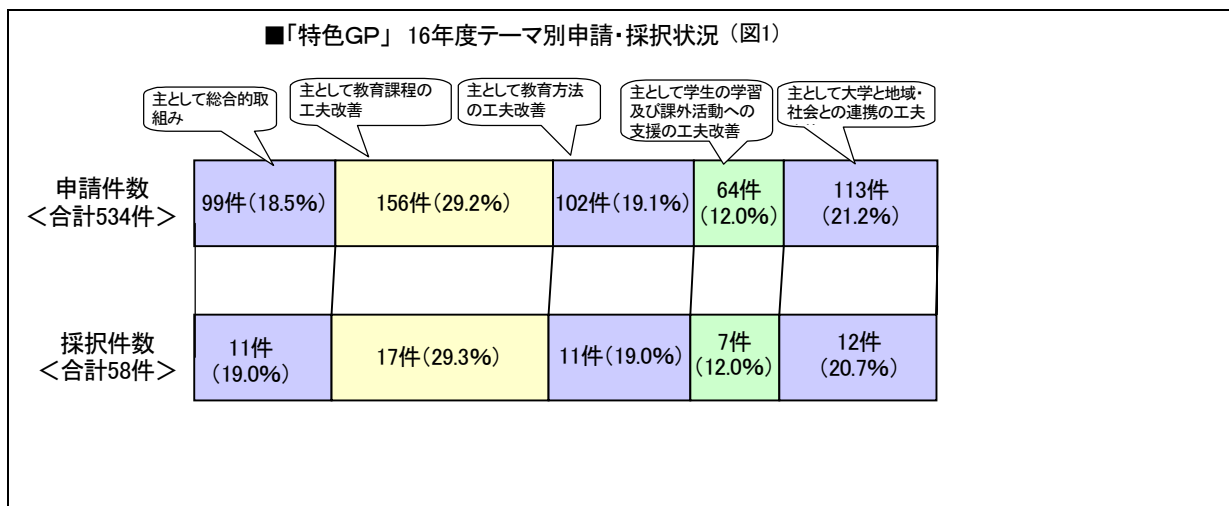 ■「特色GP」 16年度テーマ別申請・採択状況（図1）
主として総合的取
組み
主として教育課程の
工夫改善
主として教育方法
の工夫改善
主として学生の学習
及び課外活動への
支援の工夫改善
主として大学と地域・
社会との連携の工夫
申請件数
＜合計534件＞
99件（18.5%）
156件（29.2%）
102件（19.1%）
64件
（12.0%）
113件
（21.2%）
採択件数
＜合計58件＞
11件
（19.0%）
17件（29.3%）
11件（19.0%）
7件
（12.0%）
12件
（20.7%）